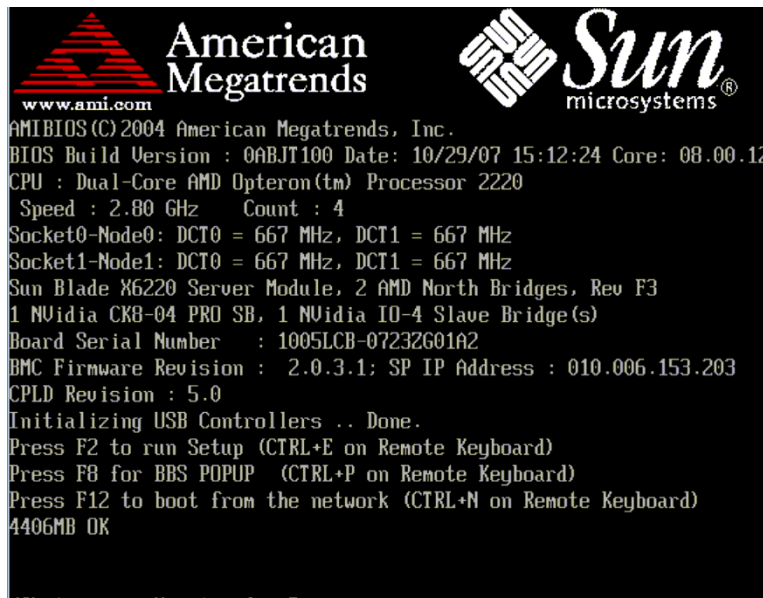 American
Megatrends
www.ami.com
Sun
microsystems®
AMIBIOS(C)2004 American Megatrends, Inc.
BIOS Build Version : 0ABJT100 Date: 10/29/07 15:12:24 Core: 08.00.12
CPU : Dual-Core AMD Opteron(tm) Processor 2220
Speed : 2.80 GHz    Count : 4
Socket0-Node0: DCT0 = 667 MHz, DCT1 = 667 MHz
Socket1-Node1: DCT0 = 667 MHz, DCT1 = 667 MHz
Sun Blade X6220 Server Module, 2 AMD North Bridges, Rev F3
1 NVidia CK8-04 PRO SB, 1 NVidia IO-4 Slave Bridge(s)
Board Serial Number   : 1005LCB-0723ZG01A2
BMC Firmware Revision :  2.0.3.1; SP IP Address : 010.006.153.203
CPLD Revision : 5.0
Initializing USB Controllers .. Done.
Press F2 to run Setup (CTRL+E on Remote Keyboard)
Press F8 for BBS POPUP  (CTRL+P on Remote Keyboard)
Press F12 to boot from the network (CTRL+N on Remote Keyboard)
4406MB OK